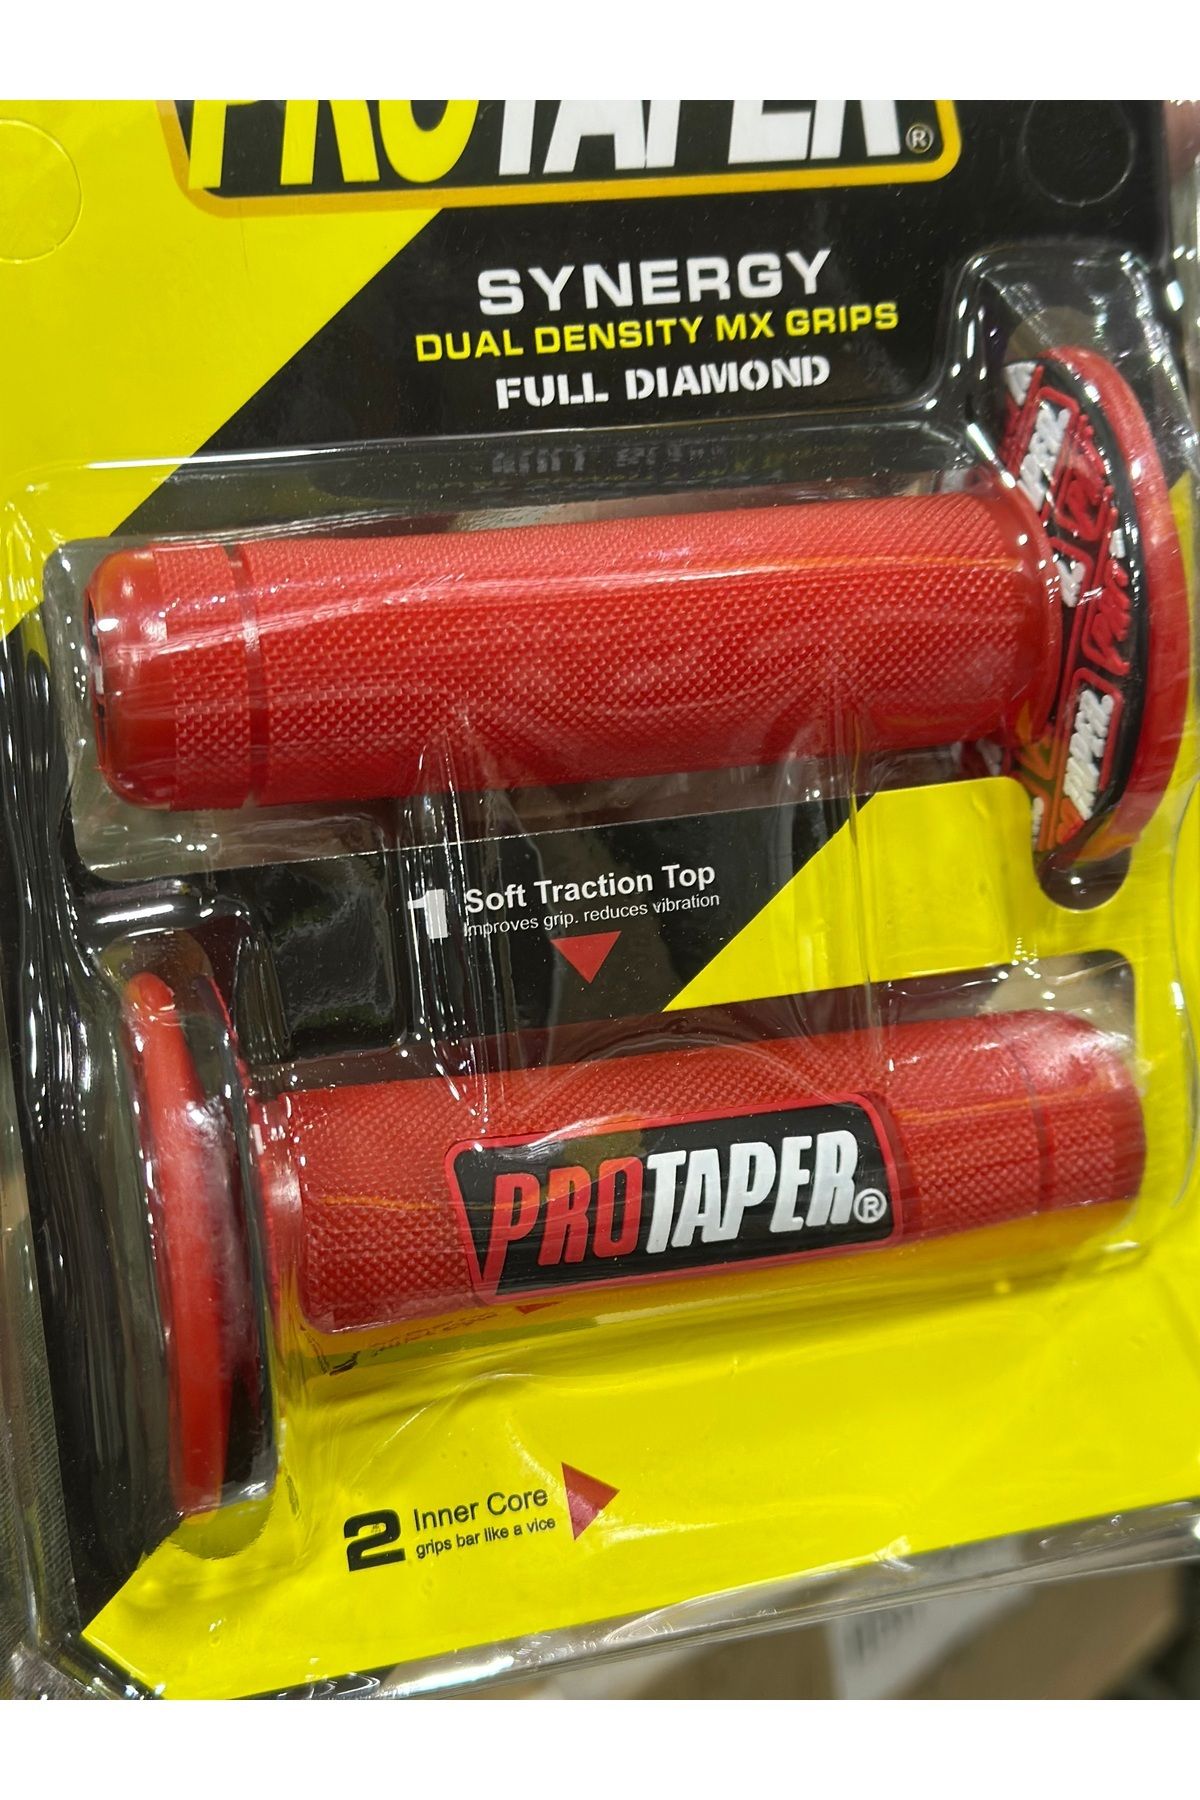 PROTAPER®
SYNERGY
DUAL DENSITY MX GRIPS
FULL DIAMOND
1 Soft Traction Top
Improves grip. reduces vibration
PROTAPER®
2 Inner Core
grips bar like a vice